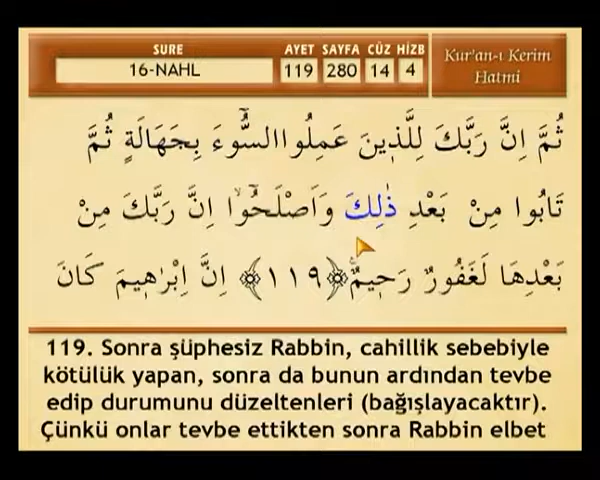 SURE AYET SAYFA CÜZ HİZB
16-NAHL 119 280 14 4
Kur'an-ı Kerim
Hatmi
ثُمَّ اِنَّ رَبَّكَ لِلَّذ۪ينَ عَمِلُوا السُّٓوءَ بِجَهَالَةٍ ثُمَّ
تَابُوا مِنْ بَعْدِ ذٰلِكَ وَاَصْلَحُٓواۙ اِنَّ رَبَّكَ مِنْ
بَعْدِهَا لَغَفُورٌ رَح۪يمٌ۟ ﴿١١٩﴾ اِنَّ اِبْرٰه۪يمَ كَانَ
119. Sonra şüphesiz Rabbin, cahillik sebebiyle
kötülük yapan, sonra da bunun ardından tevbe
edip durumunu düzeltenleri (bağışlayacaktır).
Çünkü onlar tevbe ettikten sonra Rabbin elbet